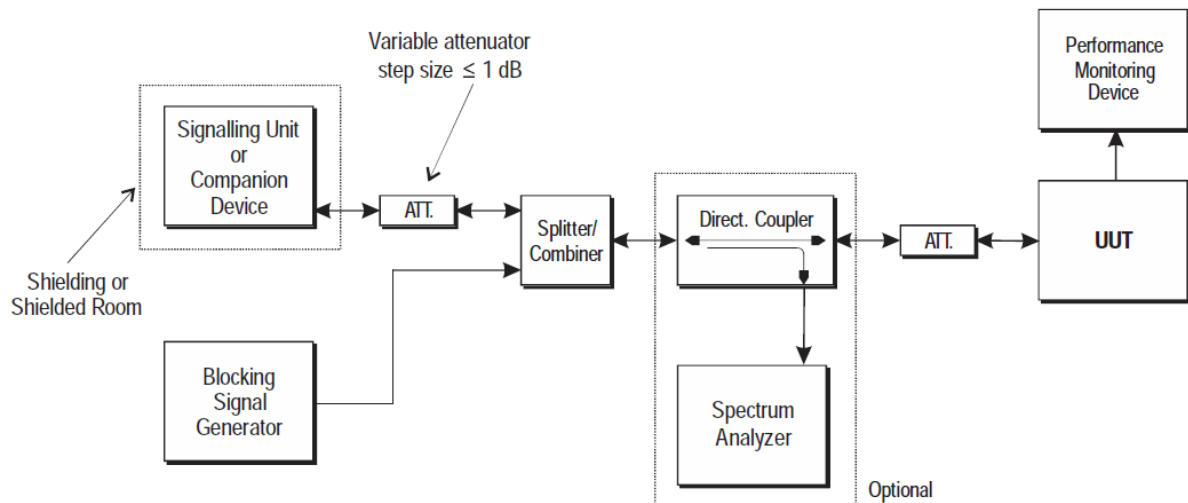 Variable attenuator
step size ≤ 1 dB
Performance
Monitoring
Device
Signalling Unit
or
Companion
Device
ATT.
Splitter/
Combiner
Direct. Coupler
ATT.
UUT
Shielding or
Shielded Room
Blocking
Signal
Generator
Spectrum
Analyzer
Optional